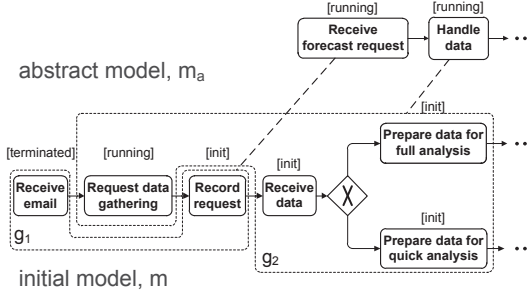 [running]
[running]
Receive
forecast request
Handle
data
abstract model, mₐ
[init]
[terminated]
[running]
[init]
[init]
Prepare data for
full analysis
Receive
email
Request data
gathering
Record
request
Receive
data
X
[init]
g₁
g₂
Prepare data for
quick analysis
initial model, m